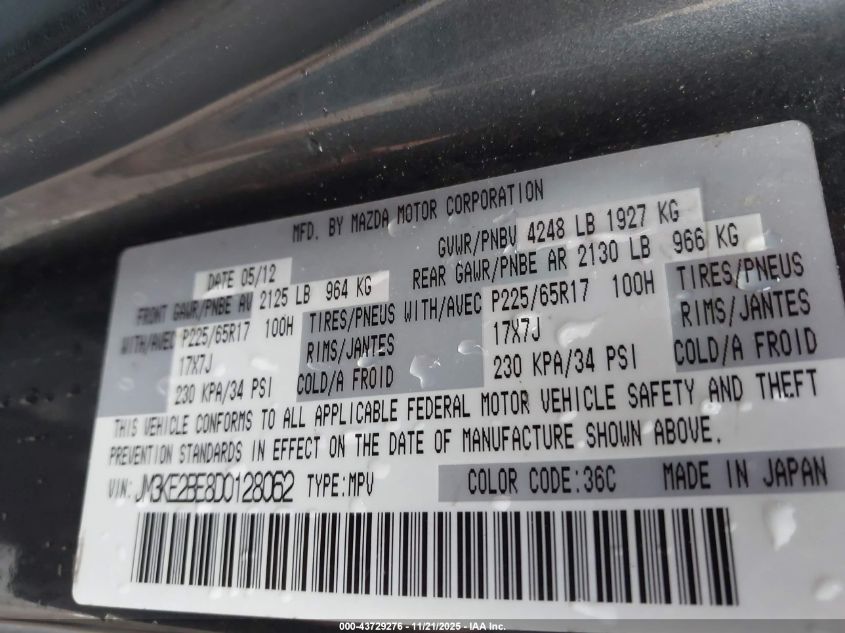 MFD. BY MAZDA MOTOR CORPORATION
DATE 05/12 GVWR/PNBV 4248 LB 1927 KG
FRONT GAWR/PNBE AV 2125 LB 964 KG REAR GAWR/PNBE AR 2130 LB 966 KG
WITH/AVEC P225/65R17 100H TIRES/PNEUS WITH/AVEC P225/65R17 100H TIRES/PNEUS
17X7J RIMS/JANTES 17X7J RIMS/JANTES
230 KPA/34 PSI COLD/A FROID 230 KPA/34 PSI COLD/A FROID
THIS VEHICLE CONFORMS TO ALL APPLICABLE FEDERAL MOTOR VEHICLE SAFETY AND THEFT
PREVENTION STANDARDS IN EFFECT ON THE DATE OF MANUFACTURE SHOWN ABOVE.
VIN: JM3KE2BE8D0128062 TYPE:MPV COLOR CODE:36C MADE IN JAPAN
000-43729276 - 11/21/2025 - IAA Inc.